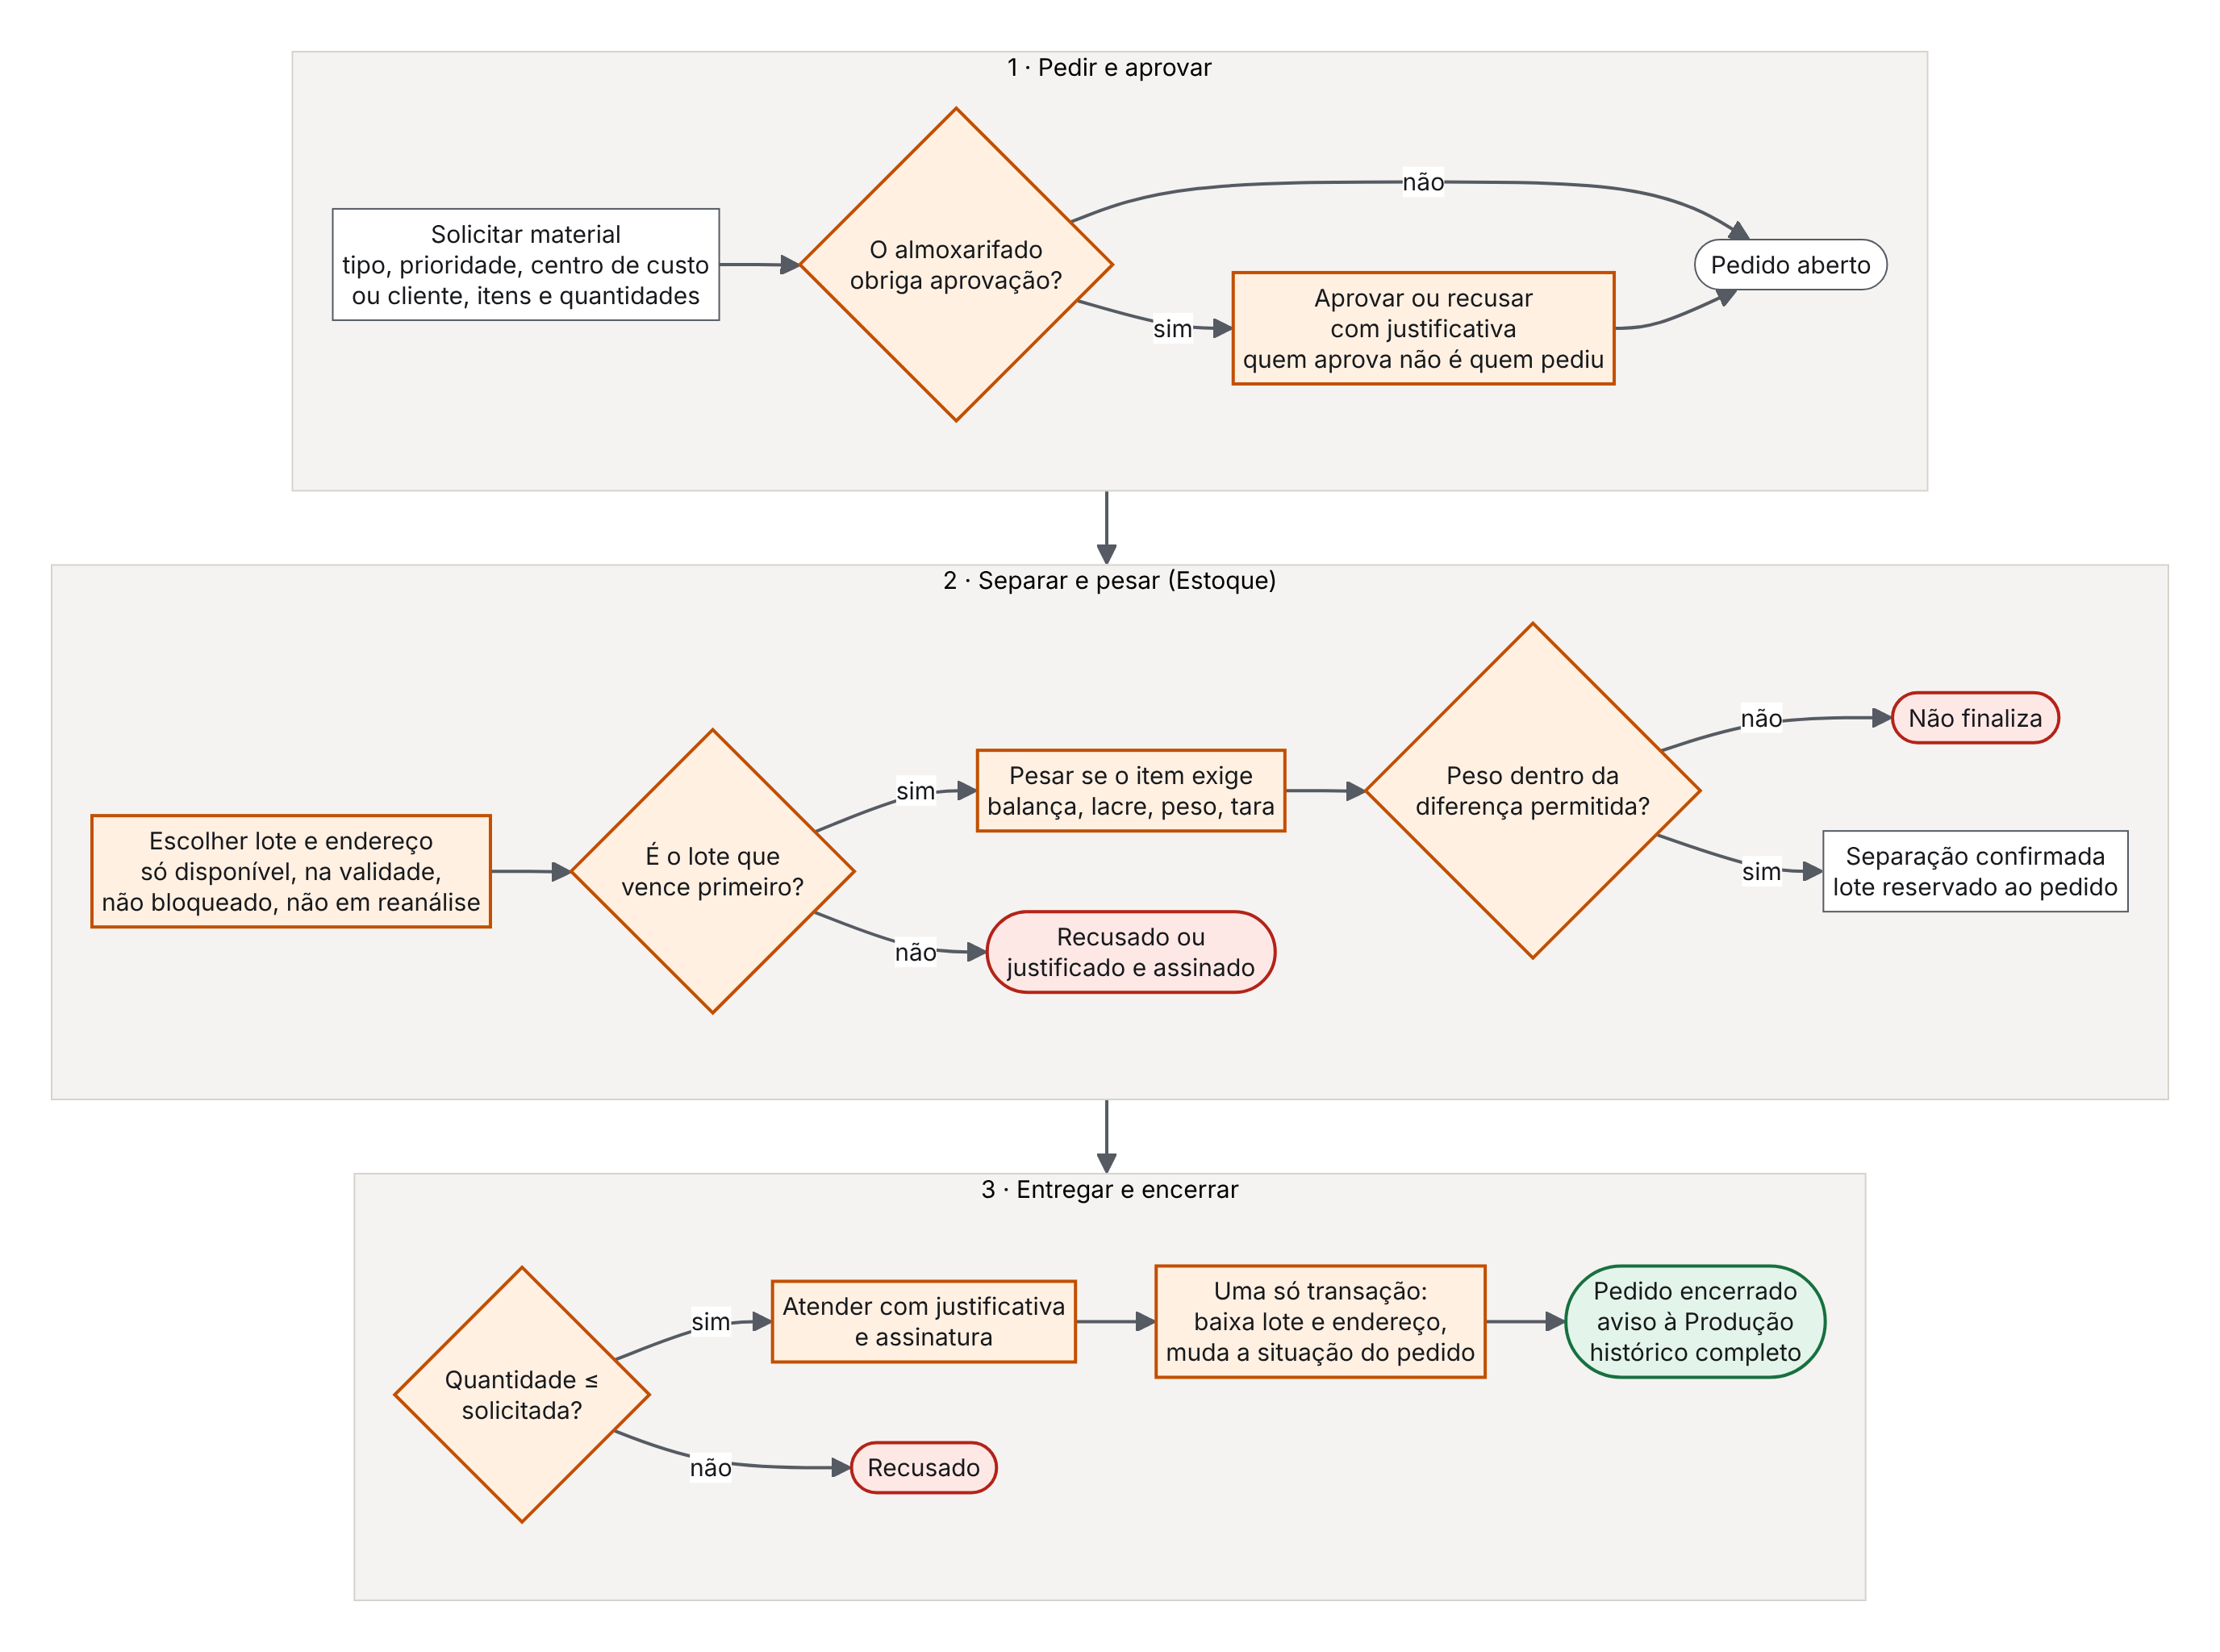 1 · Pedir e aprovar
Solicitar material
tipo, prioridade, centro de custo
ou cliente, itens e quantidades
O almoxarifado
obriga aprovação?
não
sim
Aprovar ou recusar
com justificativa
quem aprova não é quem pediu
Pedido aberto
2 · Separar e pesar (Estoque)
Escolher lote e endereço
só disponível, na validade,
não bloqueado, não em reanálise
É o lote que
vence primeiro?
sim
não
Pesar se o item exige
balança, lacre, peso, tara
Recusado ou
justificado e assinado
Peso dentro da
diferença permitida?
não
sim
Não finaliza
Separação confirmada
lote reservado ao pedido
3 · Entregar e encerrar
Quantidade ≤
solicitada?
sim
não
Atender com justificativa
e assinatura
Recusado
Uma só transação:
baixa lote e endereço,
muda a situação do pedido
Pedido encerrado
aviso à Produção
histórico completo